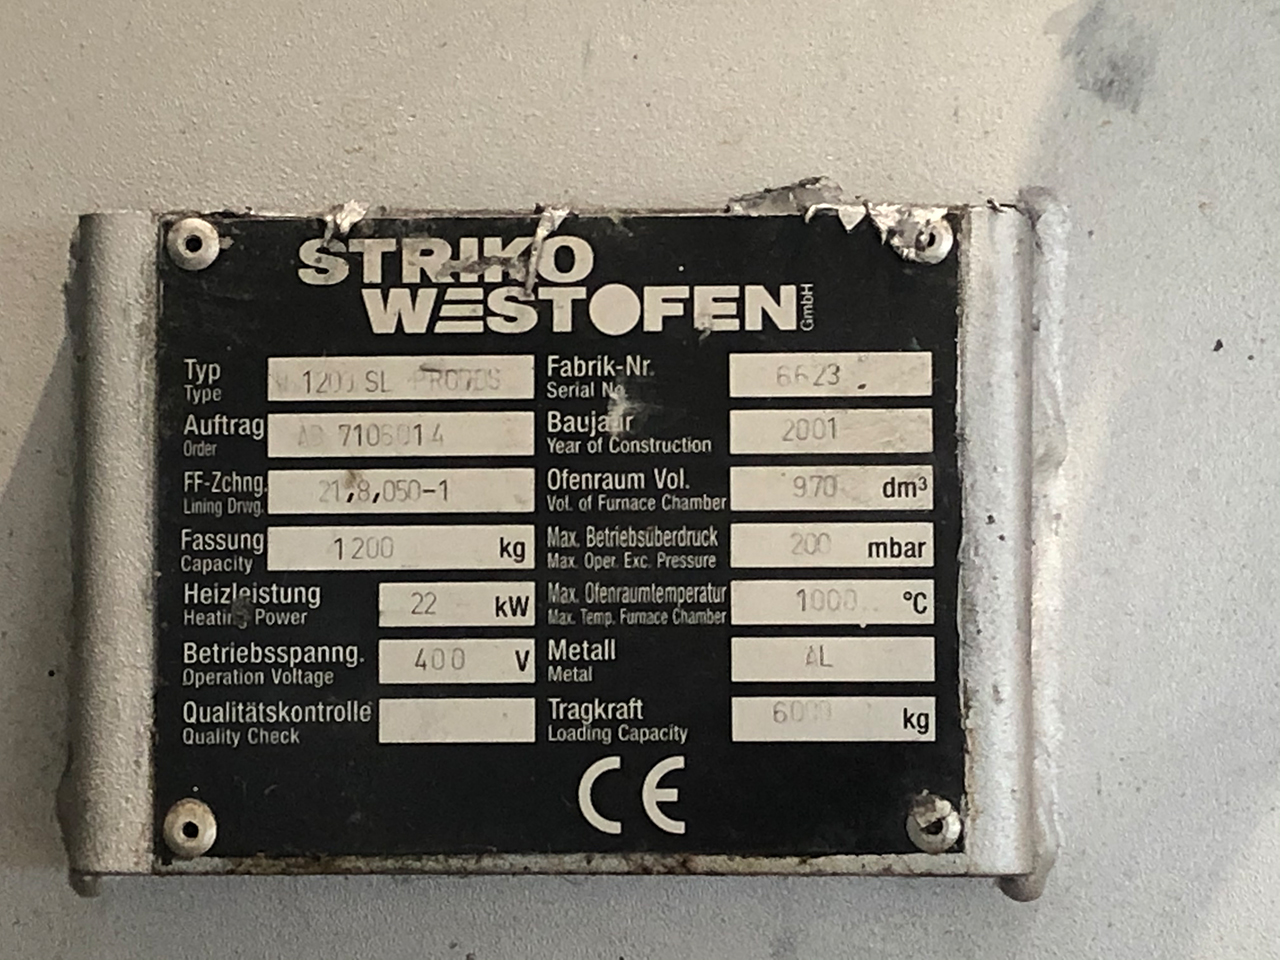 STRIKO
WESTOFEN GmbH
Typ
Type
1200 SL PROTOS
Fabrik-Nr.
Serial No.
6623
Auftrag
Order
AB 7106014
Baujahr
Year of Construction
2001
FF-Zchng.
Lining Drwg.
21,8,050-1
Ofenraum Vol.
Vol. of Furnace Chamber
970 dm³
Fassung
Capacity
1200 kg
Max. Betriebsüberdruck
Max. Oper. Exc. Pressure
200 mbar
Heizleistung
Heating Power
22 kW
Max. Ofenraumtemperatur
Max. Temp. Furnace Chamber
1000 °C
Betriebsspanng.
Operation Voltage
400 V
Metall
Metal
AL
Qualitätskontrolle
Quality Check
Tragkraft
Loading Capacity
6000 kg
CE